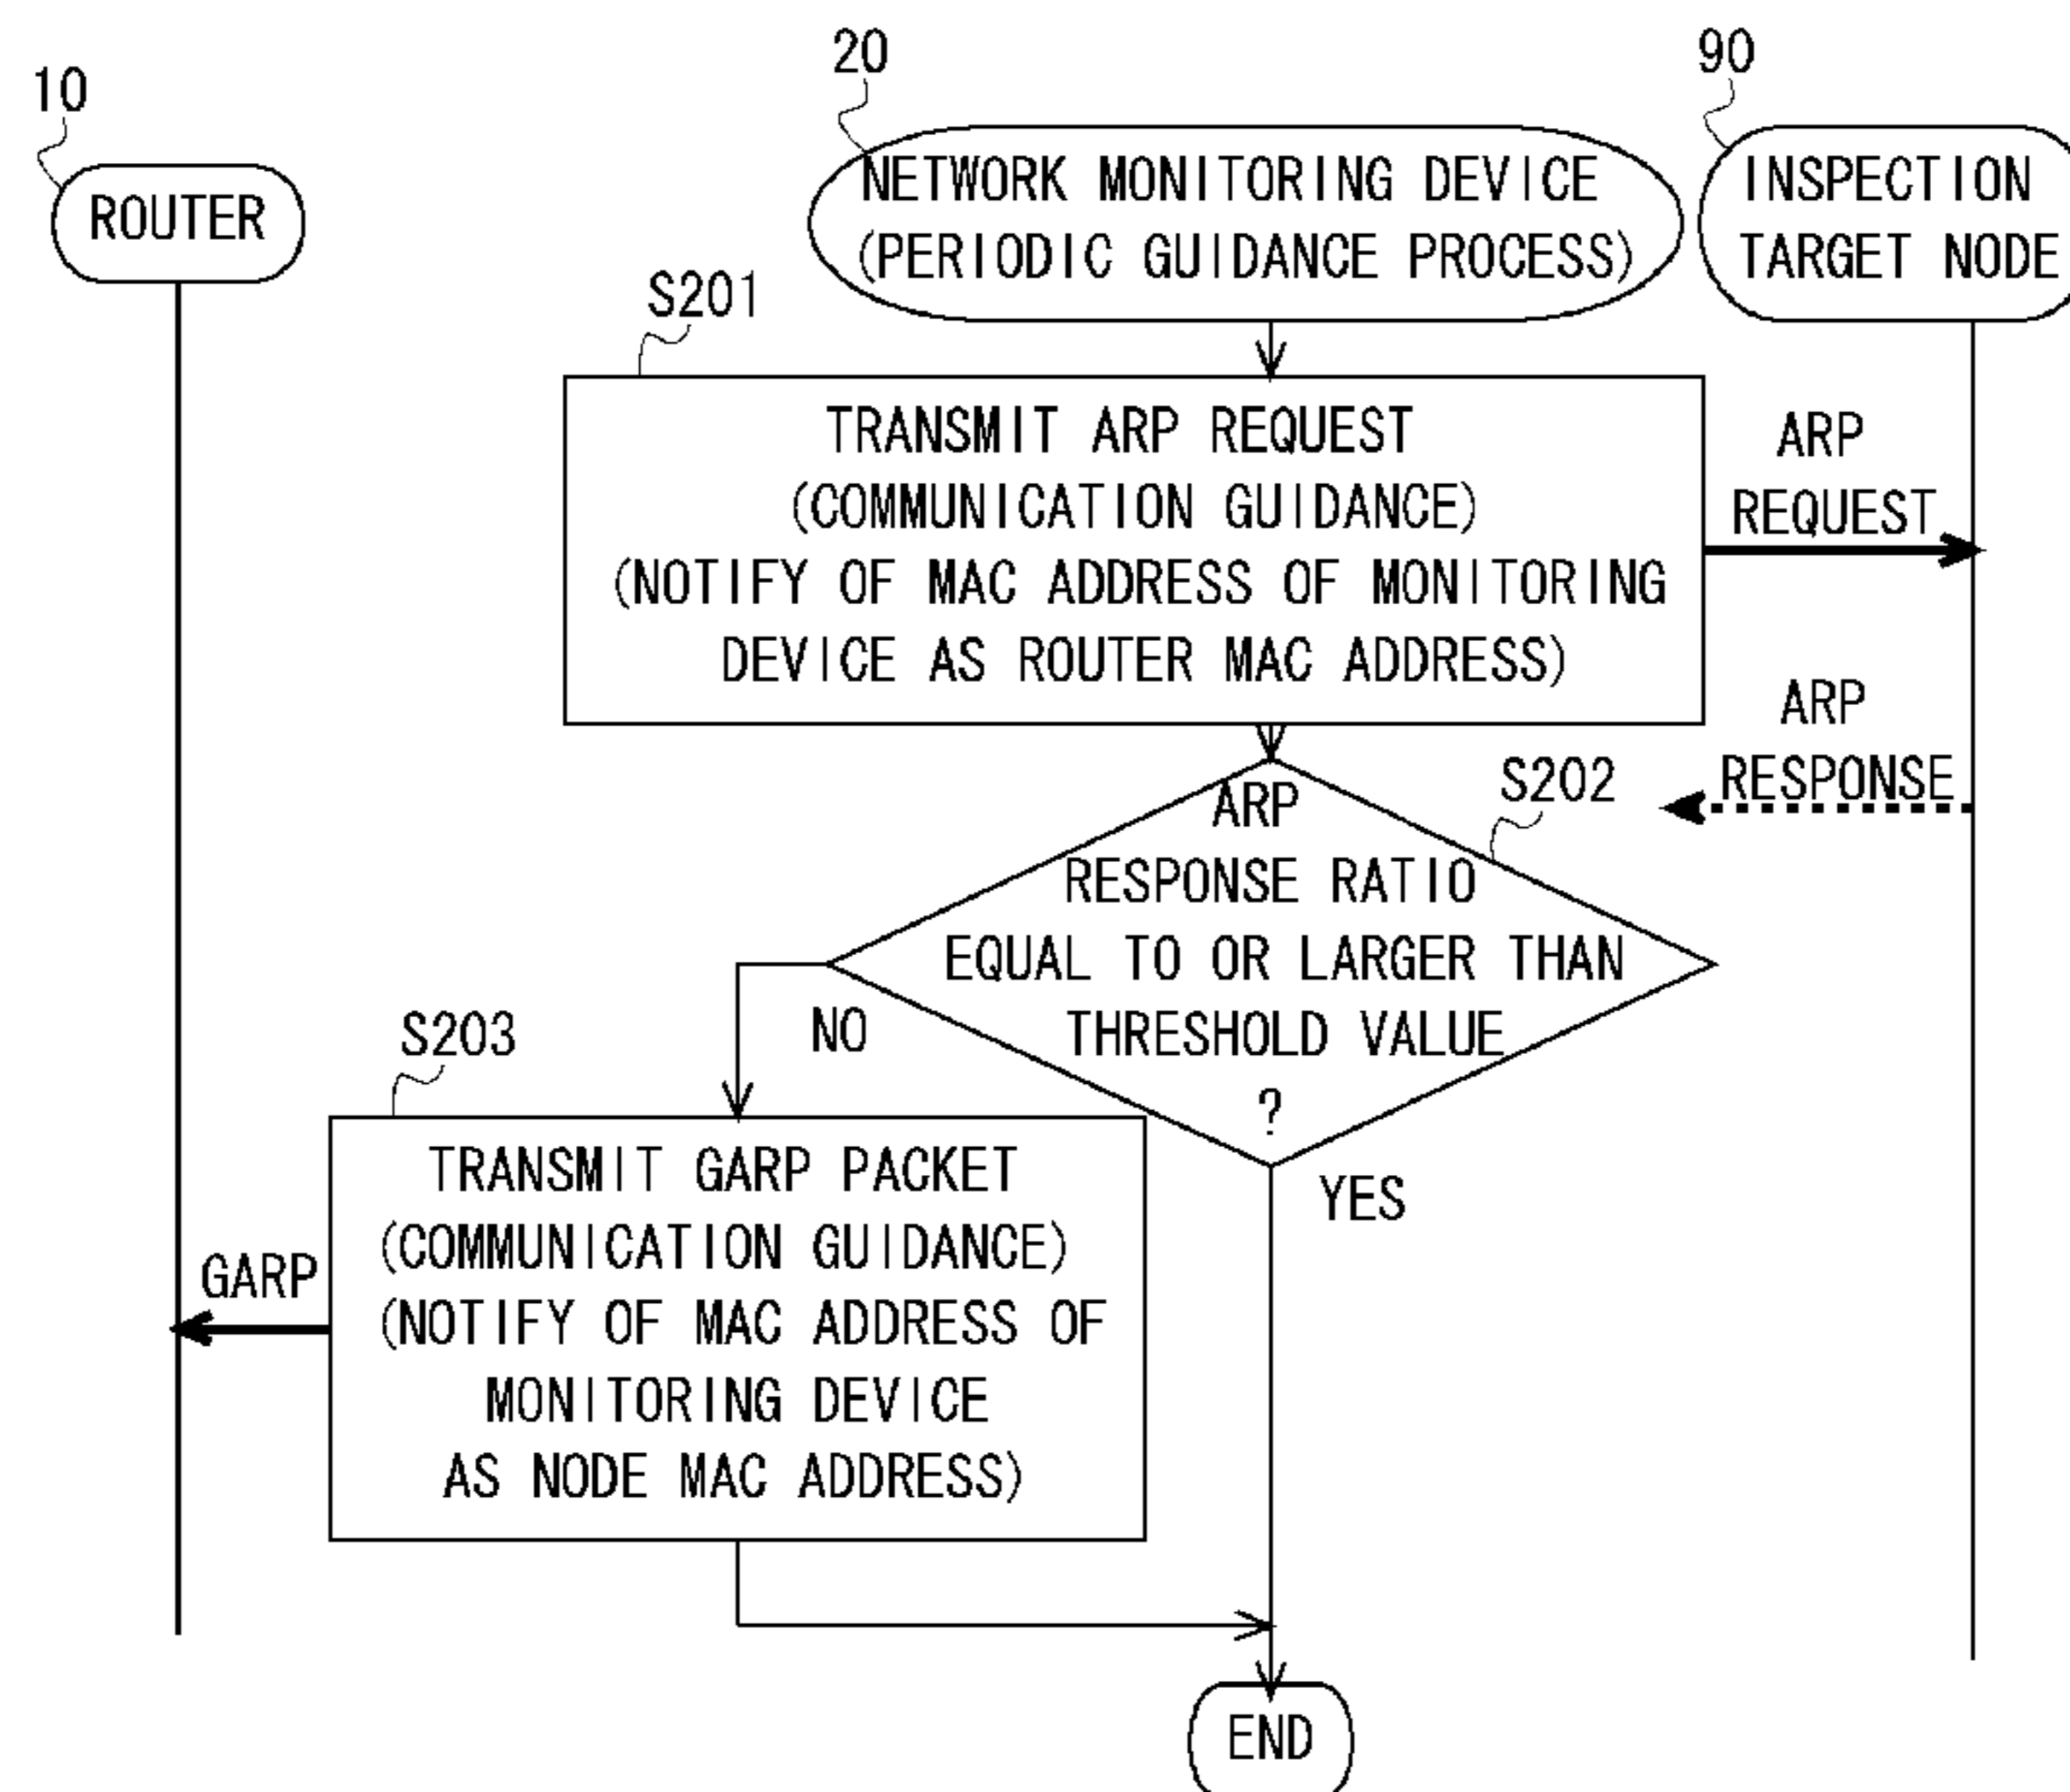 10
20
90
ROUTER
NETWORK MONITORING DEVICE
(PERIODIC GUIDANCE PROCESS)
INSPECTION
TARGET NODE
S201
TRANSMIT ARP REQUEST
(COMMUNICATION GUIDANCE)
(NOTIFY OF MAC ADDRESS OF MONITORING
DEVICE AS ROUTER MAC ADDRESS)
ARP
REQUEST
ARP
RESPONSE
S202
ARP
RESPONSE RATIO
EQUAL TO OR LARGER THAN
THRESHOLD VALUE
?
NO
YES
S203
TRANSMIT GARP PACKET
(COMMUNICATION GUIDANCE)
(NOTIFY OF MAC ADDRESS OF
MONITORING DEVICE
AS NODE MAC ADDRESS)
GARP
END